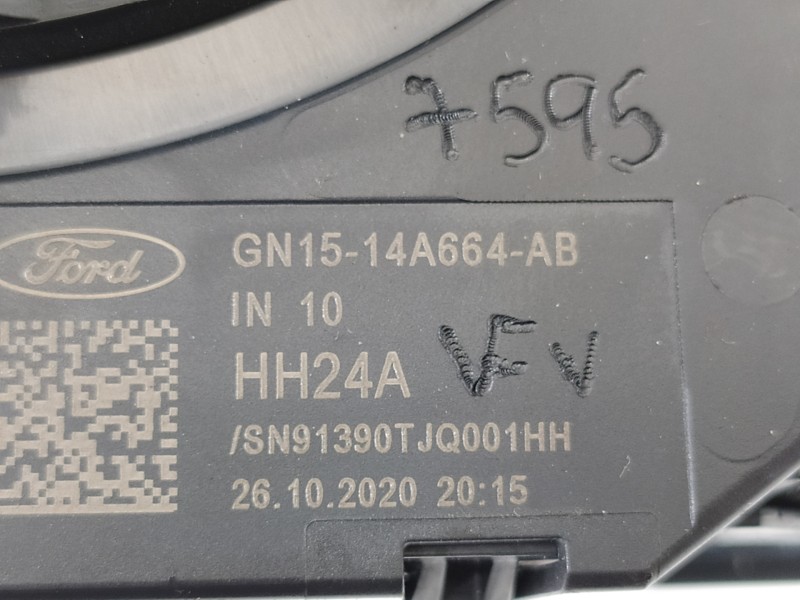 7595
Ford
GN15-14A664-AB
IN 10
HH24A VFV
/SN91390TJQ001HH
26.10.2020 20:15